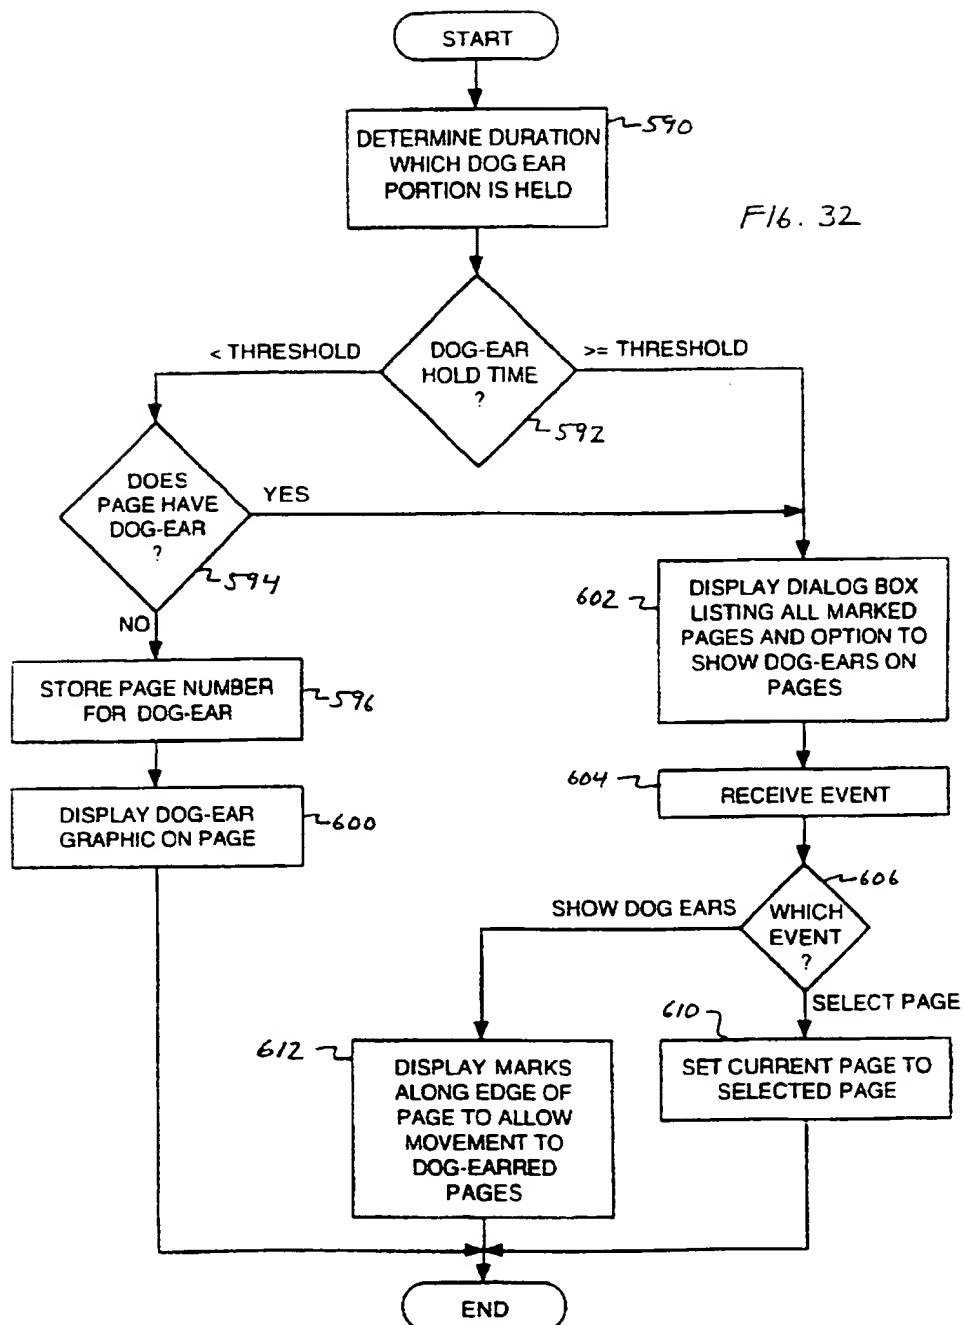 START
DETERMINE DURATION
WHICH DOG EAR
PORTION IS HELD
590
FIG. 32
< THRESHOLD
DOG-EAR
HOLD TIME
?
>= THRESHOLD
592
DOES
PAGE HAVE
DOG-EAR
?
YES
594
NO
602
DISPLAY DIALOG BOX
LISTING ALL MARKED
PAGES AND OPTION TO
SHOW DOG-EARS ON
PAGES
STORE PAGE NUMBER
FOR DOG-EAR
596
604
RECEIVE EVENT
DISPLAY DOG-EAR
GRAPHIC ON PAGE
600
606
SHOW DOG EARS
WHICH
EVENT
?
SELECT PAGE
610
612
DISPLAY MARKS
ALONG EDGE OF
PAGE TO ALLOW
MOVEMENT TO
DOG-EARRED
PAGES
SET CURRENT PAGE TO
SELECTED PAGE
END